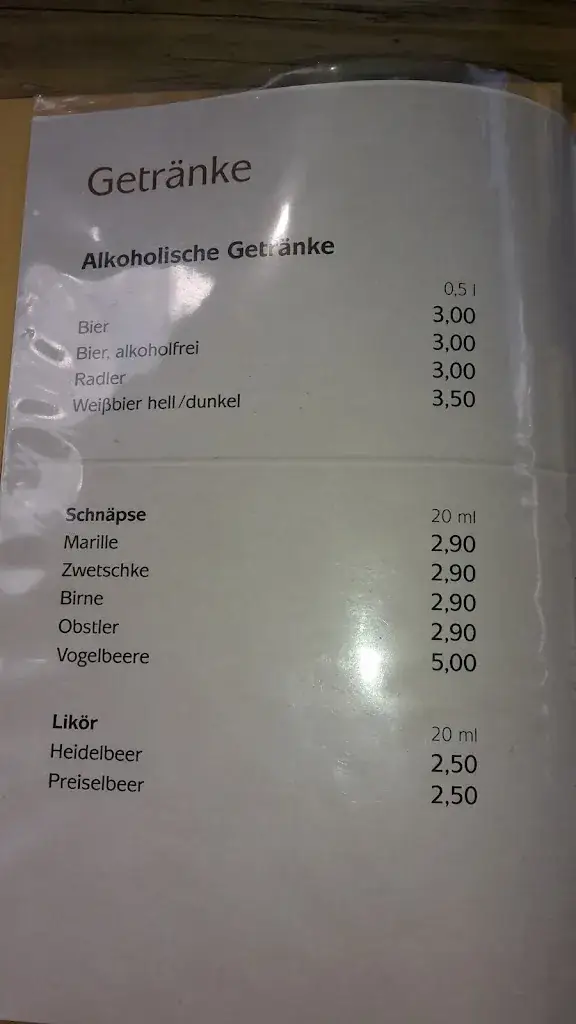 Getränke
Alkoholische Getränke
0,5 l
Bier 3,00
Bier, alkoholfrei 3,00
Radler 3,00
Weißbier hell/dunkel 3,50
Schnäpse 20 ml
Marille 2,90
Zwetschke 2,90
Birne 2,90
Obstler 2,90
Vogelbeere 5,00
Likör 20 ml
Heidelbeer 2,50
Preiselbeer 2,50